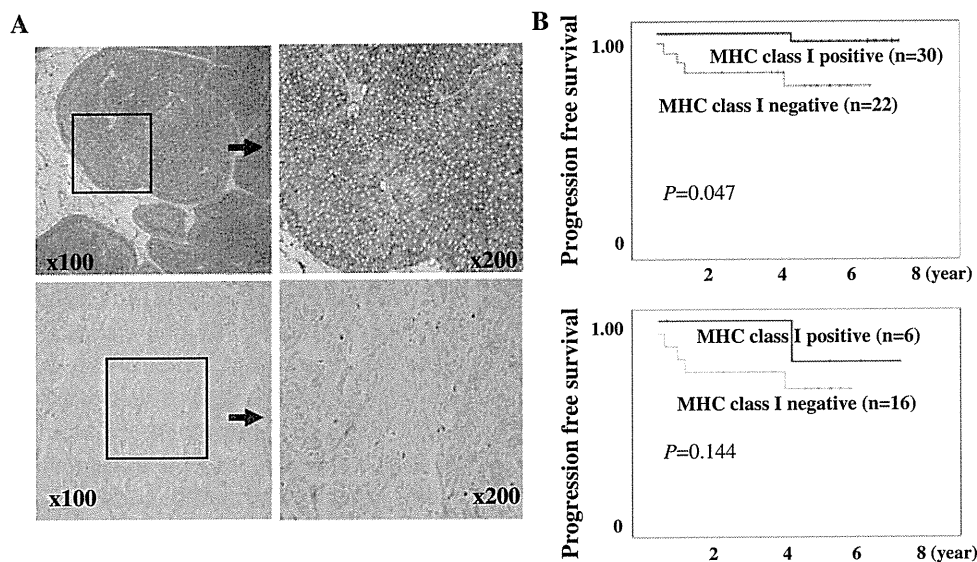 A
x100
x200
x100
x200
B
Progression free survival
1.00
0
MHC class I positive (n=30)
MHC class I negative (n=22)
P=0.047
2 4 6 8 (year)
Progression free survival
1.00
0
MHC class I positive (n=6)
MHC class I negative (n=16)
P=0.144
2 4 6 8 (year)